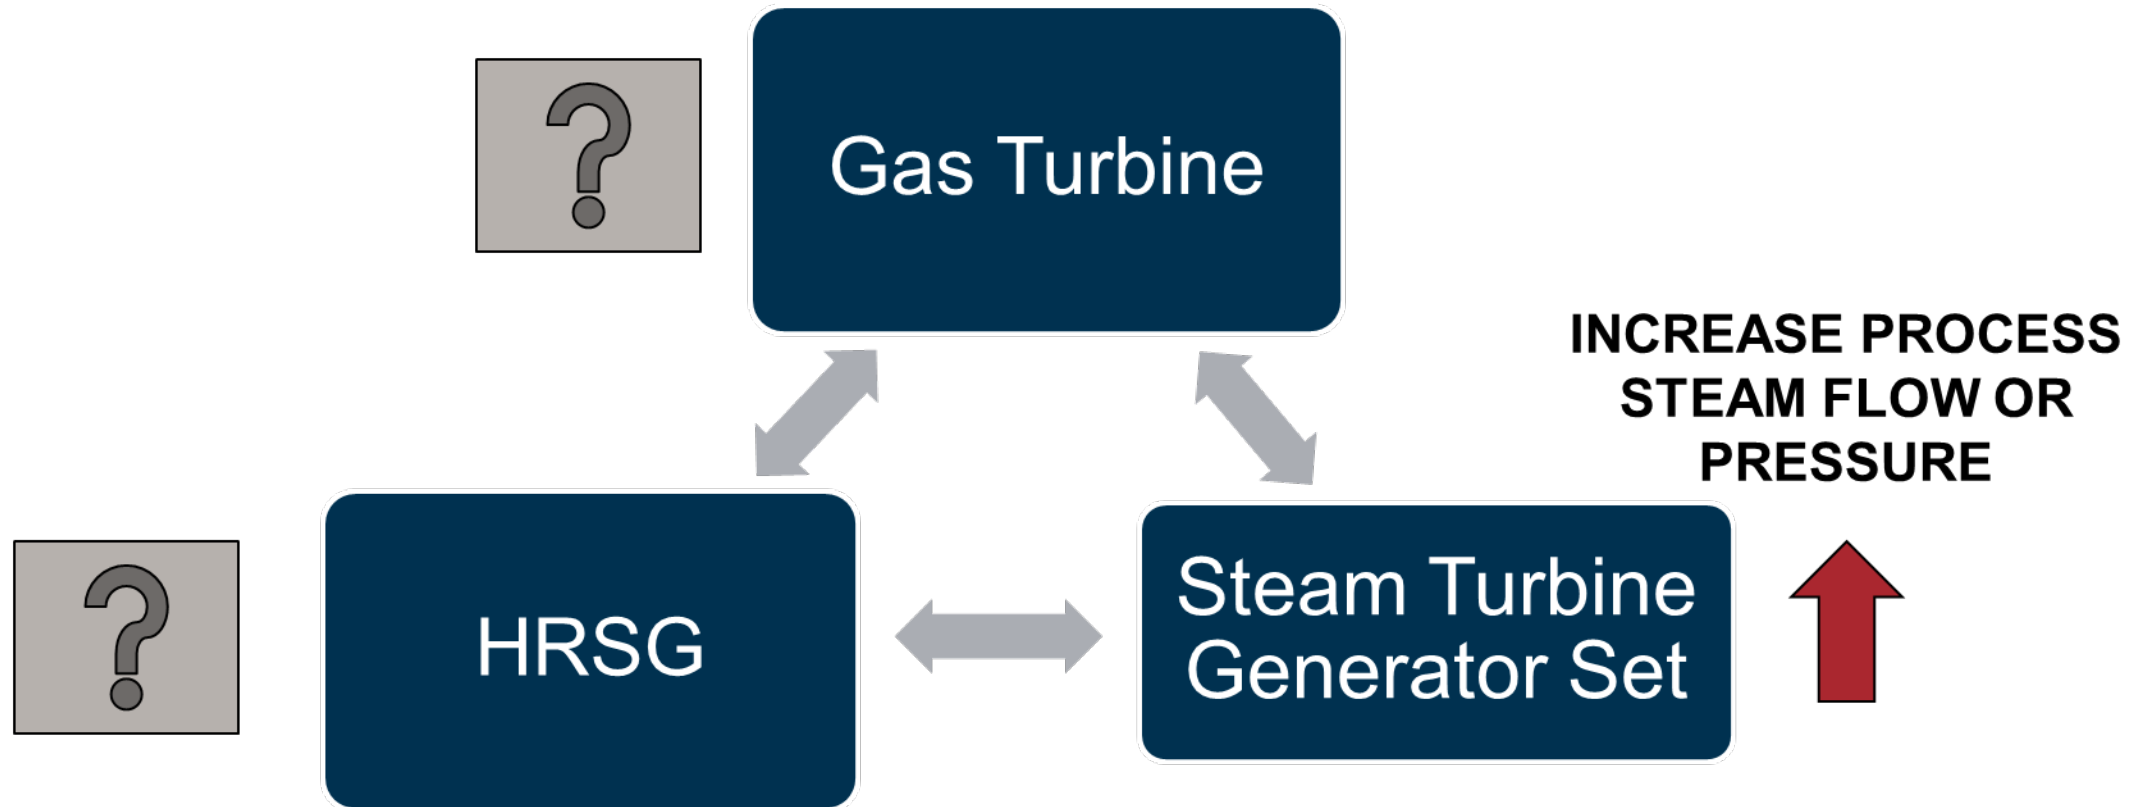 ?
Gas Turbine
INCREASE PROCESS
STEAM FLOW OR
PRESSURE
?
HRSG
Steam Turbine
Generator Set